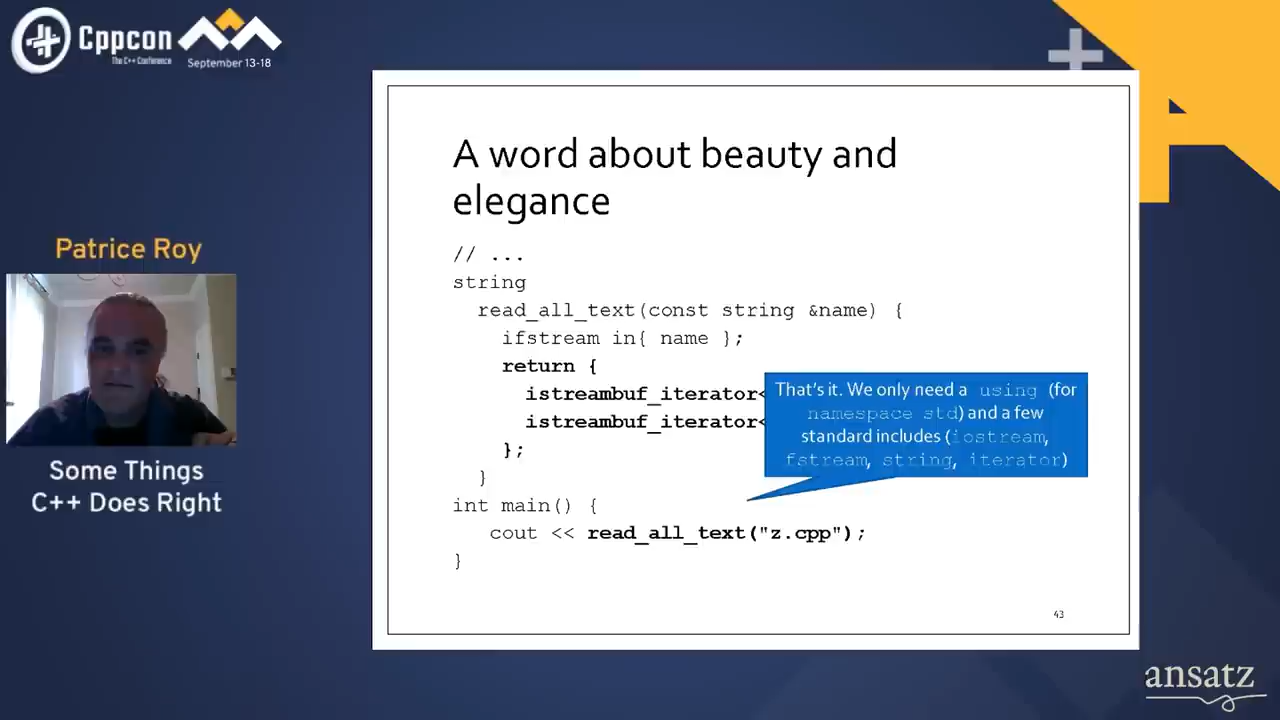 Cppcon
The C++ Conference
September 13-18
A word about beauty and
elegance
Patrice Roy
// ...
string
read_all_text(const string &name) {
ifstream in{ name };
return {
istreambuf_iterator<
istreambuf_iterator<
};
}
int main() {
cout << read_all_text("z.cpp");
}
That's it. We only need a using (for
namespace std) and a few
standard includes (iostream,
fstream, string, iterator)
Some Things
C++ Does Right
43
ansatz